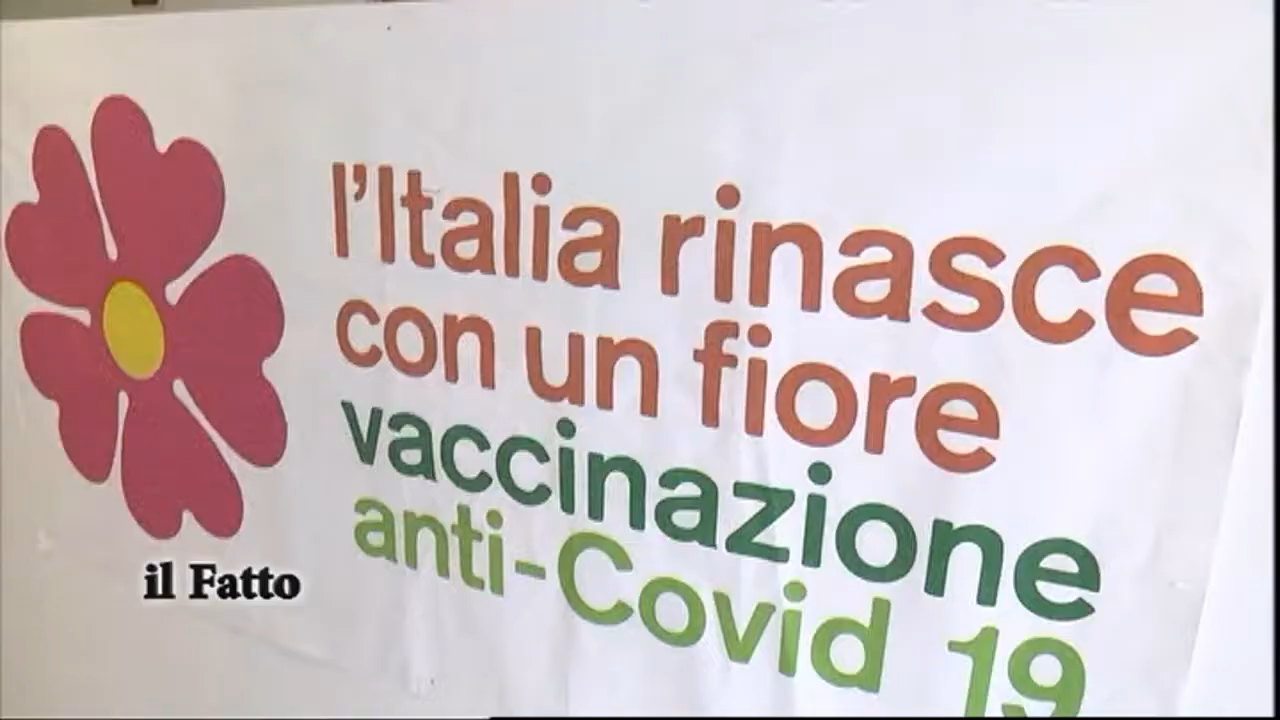 l'Italia rinasce
con un fiore
vaccinazione
anti-Covid 19
il Fatto